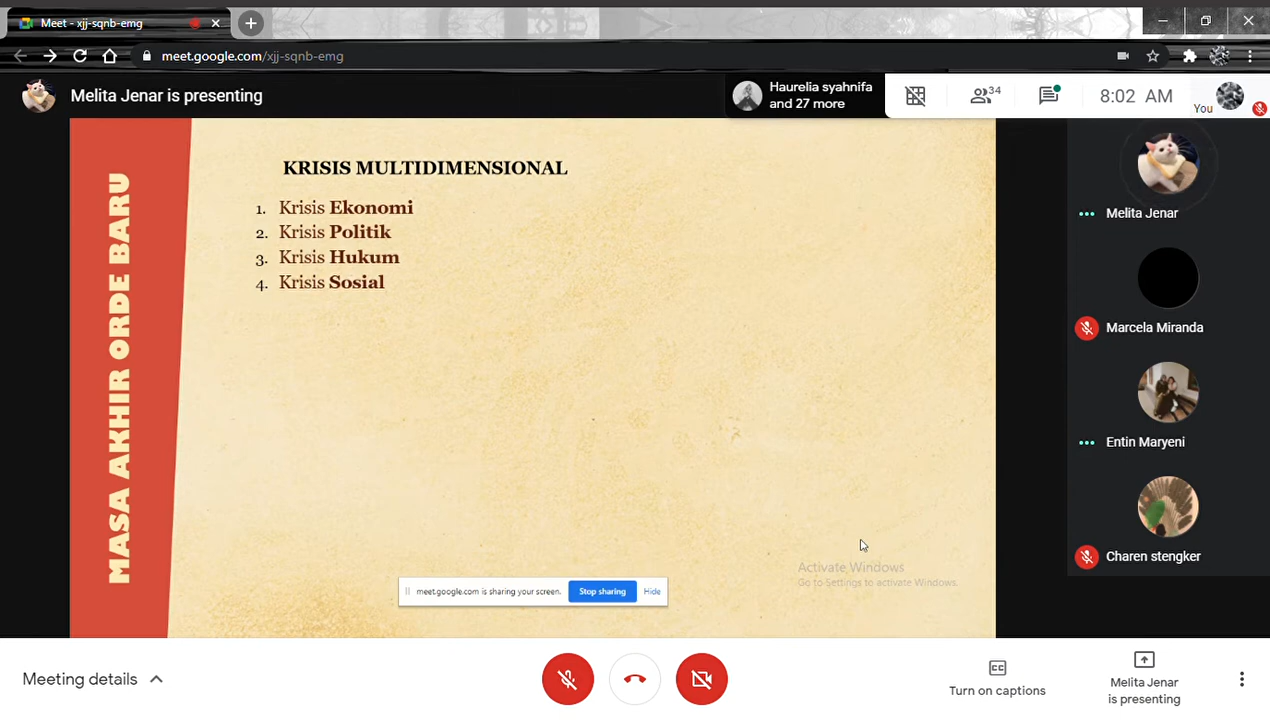 Meet - xjj-sqnb-emg
meet.google.com/xjj-sqnb-emg
Melita Jenar is presenting
Haurelia syahnifa
and 27 more
34
8:02 AM
You
MASA AKHIR ORDE BARU
KRISIS MULTIDIMENSIONAL
1. Krisis Ekonomi
2. Krisis Politik
3. Krisis Hukum
4. Krisis Sosial
Melita Jenar
Marcela Miranda
Entin Maryeni
Charen stengker
Activate Windows
Go to Settings to activate Windows.
meet.google.com is sharing your screen.
Stop sharing
Hide
Meeting details
CC
Turn on captions
Melita Jenar
is presenting